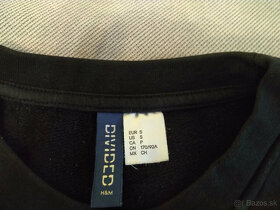 DIVIDED
H&M
EUR S
US S
CA P
CN 170/92A
MX CH
bazos.sk